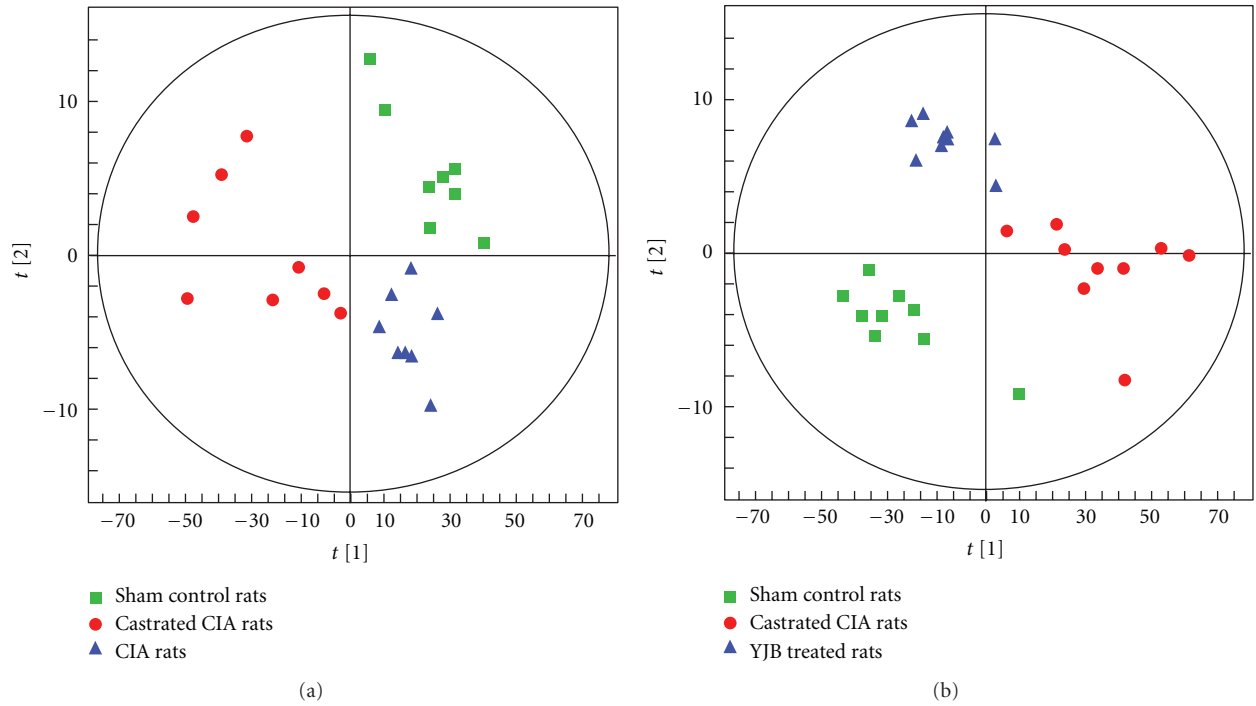 10
0
−10
t [2]
−70
−50
−30
−10
0
10
30
50
70
t [1]
Sham control rats
Castrated CIA rats
CIA rats
(a)
10
0
−10
t [2]
−70
−50
−30
−10
0
10
30
50
70
t [1]
Sham control rats
Castrated CIA rats
YJB treated rats
(b)